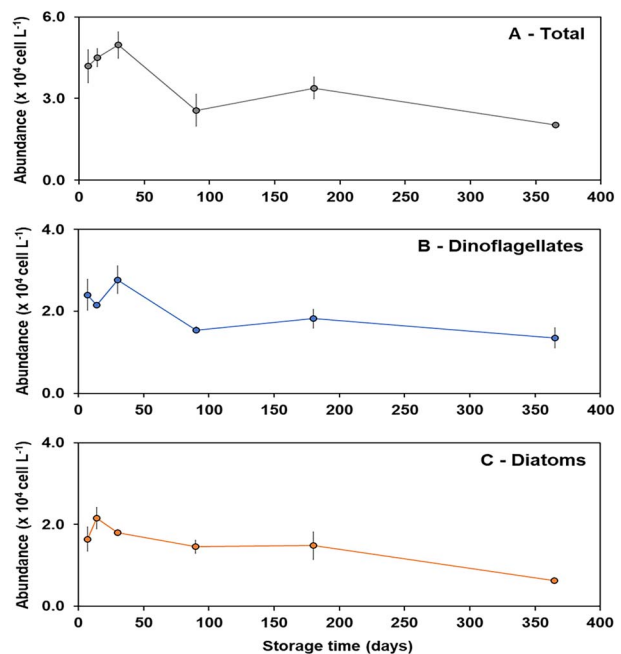 A - Total
Abundance (x 10⁴ cell L⁻¹)
6.0
3.0
0.0
0 50 100 150 200 250 300 350 400
B - Dinoflagellates
Abundance (x 10⁴ cell L⁻¹)
4.0
2.0
0.0
0 50 100 150 200 250 300 350 400
C - Diatoms
Abundance (x 10⁴ cell L⁻¹)
4.0
2.0
0.0
0 50 100 150 200 250 300 350 400
Storage time (days)